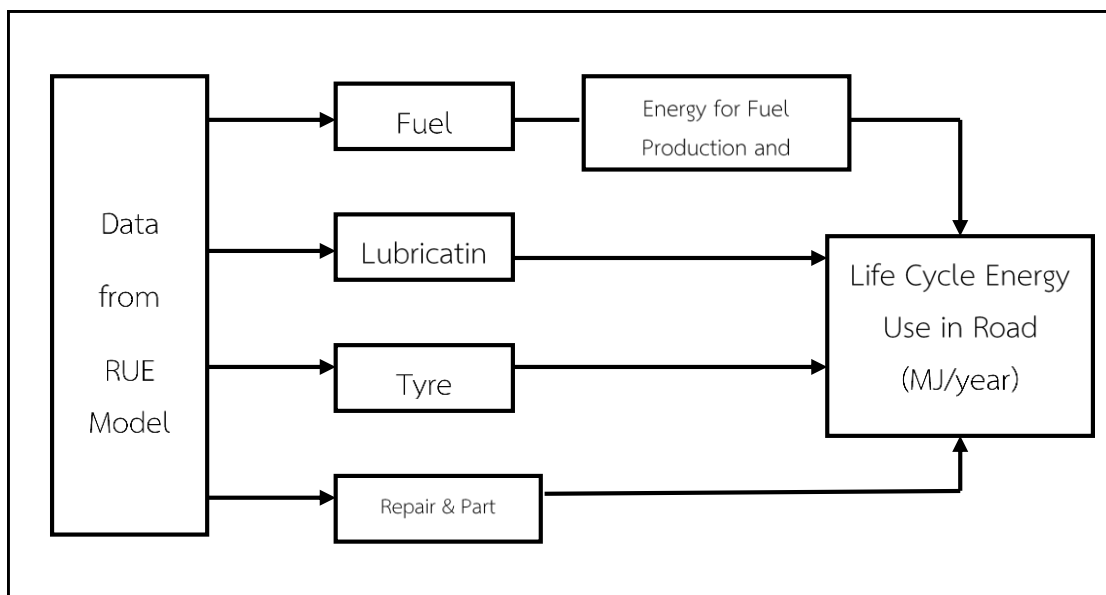 Data
from
RUE
Model
Fuel
Energy for Fuel
Production and
Lubricatin
Tyre
Repair & Part
Life Cycle Energy
Use in Road
(MJ/year)